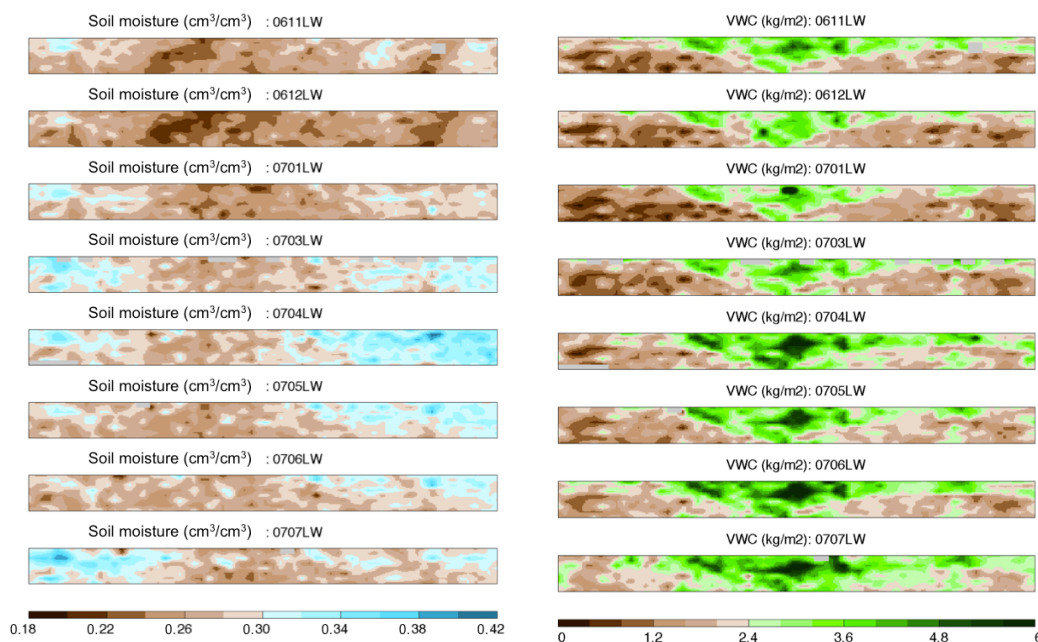 Soil moisture (cm³/cm³) : 0611LW
VWC (kg/m2): 0611LW
Soil moisture (cm³/cm³) : 0612LW
VWC (kg/m2): 0612LW
Soil moisture (cm³/cm³) : 0701LW
VWC (kg/m2): 0701LW
Soil moisture (cm³/cm³) : 0703LW
VWC (kg/m2): 0703LW
Soil moisture (cm³/cm³) : 0704LW
VWC (kg/m2): 0704LW
Soil moisture (cm³/cm³) : 0705LW
VWC (kg/m2): 0705LW
Soil moisture (cm³/cm³) : 0706LW
VWC (kg/m2): 0706LW
Soil moisture (cm³/cm³) : 0707LW
VWC (kg/m2): 0707LW
0.18 0.22 0.26 0.30 0.34 0.38 0.42
0 1.2 2.4 3.6 4.8 6